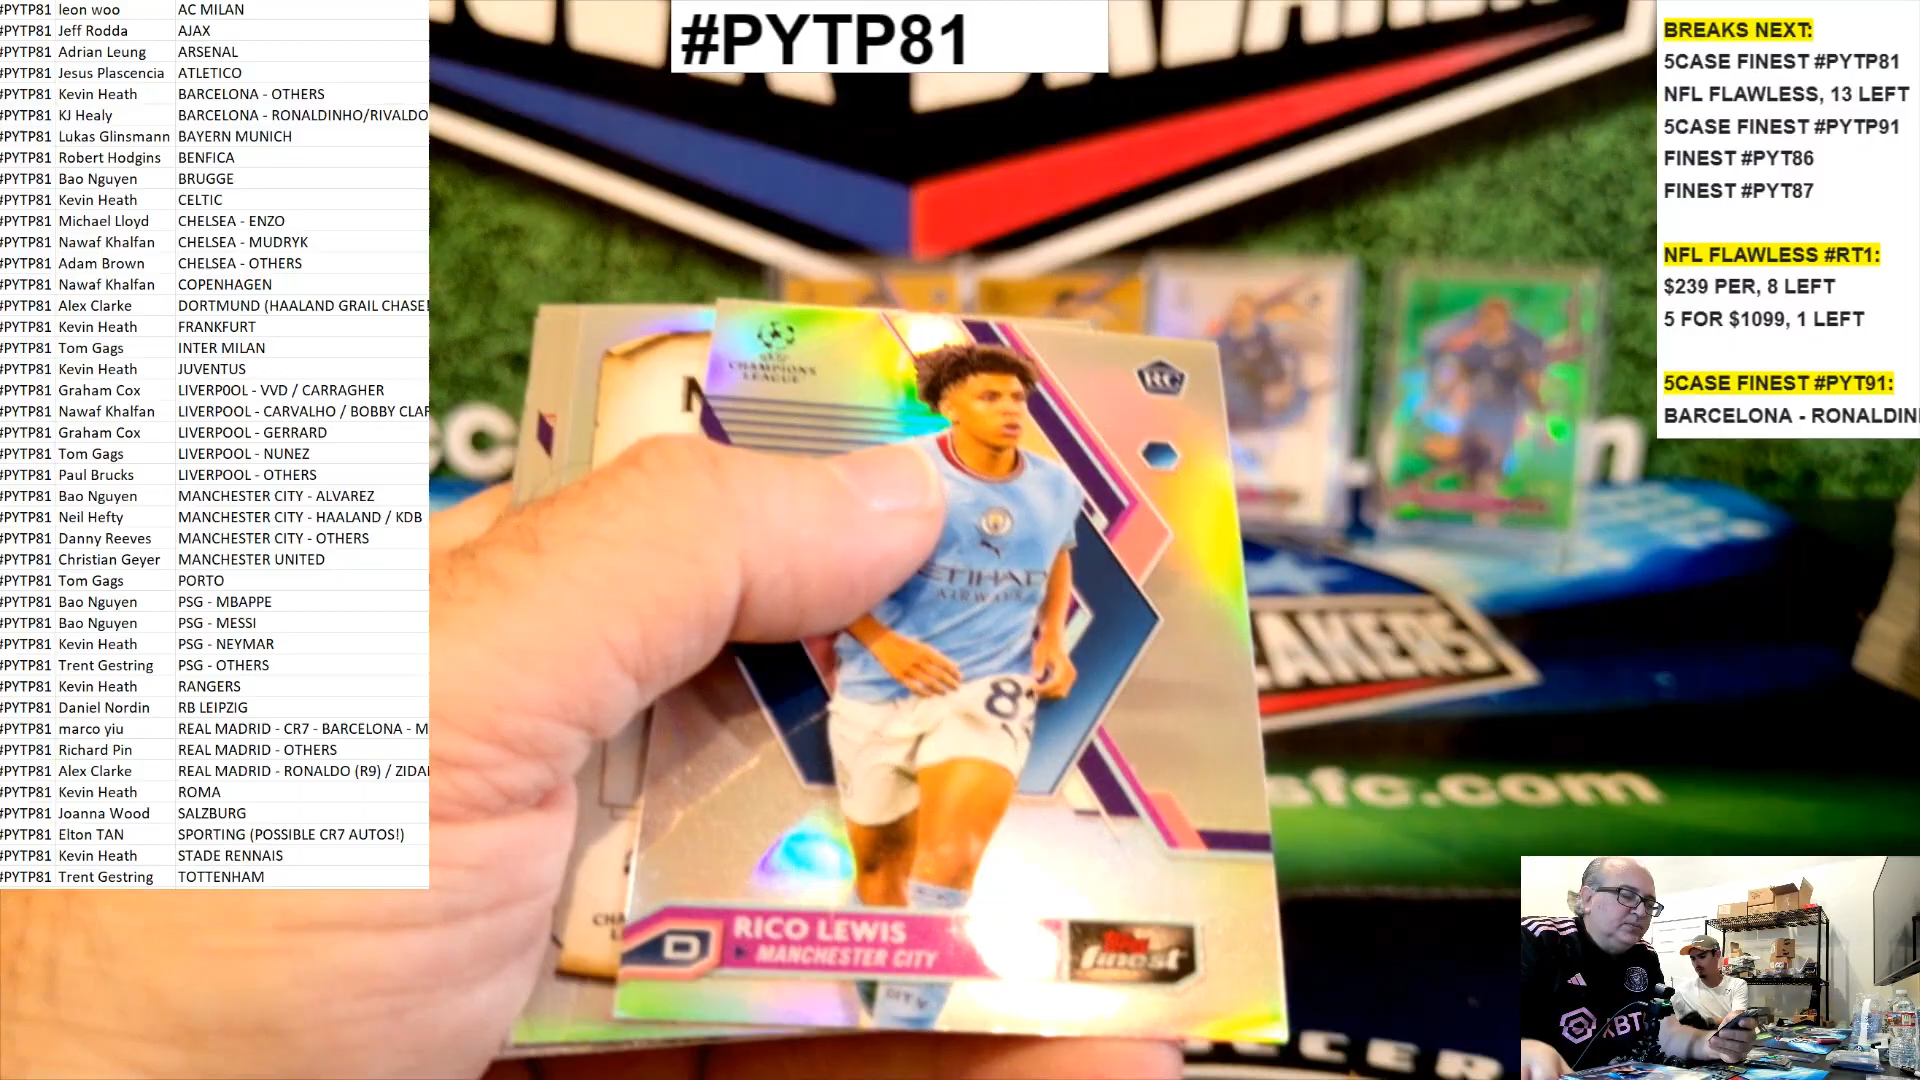 #PYTP81 leon woo AC MILAN
#PYTP81 Jeff Rodda AJAX
#PYTP81 Adrian Leung ARSENAL
#PYTP81 Jesus Plascencia ATLETICO
#PYTP81 Kevin Heath BARCELONA - OTHERS
#PYTP81 KJ Healy BARCELONA - RONALDINHO/RIVALDO
#PYTP81 Lukas Glinsmann BAYERN MUNICH
#PYTP81 Robert Hodgins BENFICA
#PYTP81 Bao Nguyen BRUGGE
#PYTP81 Kevin Heath CELTIC
#PYTP81 Michael Lloyd CHELSEA - ENZO
#PYTP81 Nawaf Khalfan CHELSEA - MUDRYK
#PYTP81 Adam Brown CHELSEA - OTHERS
#PYTP81 Nawaf Khalfan COPENHAGEN
#PYTP81 Alex Clarke DORTMUND (HAALAND GRAIL CHASE!
#PYTP81 Kevin Heath FRANKFURT
#PYTP81 Tom Gags INTER MILAN
#PYTP81 Kevin Heath JUVENTUS
#PYTP81 Graham Cox LIVERPOOL - VVD / CARRAGHER
#PYTP81 Nawaf Khalfan LIVERPOOL - CARVALHO / BOBBY CLAR
#PYTP81 Graham Cox LIVERPOOL - GERRARD
#PYTP81 Tom Gags LIVERPOOL - NUNEZ
#PYTP81 Paul Brucks LIVERPOOL - OTHERS
#PYTP81 Bao Nguyen MANCHESTER CITY - ALVAREZ
#PYTP81 Neil Hefty MANCHESTER CITY - HAALAND / KDB
#PYTP81 Danny Reeves MANCHESTER CITY - OTHERS
#PYTP81 Christian Geyer MANCHESTER UNITED
#PYTP81 Tom Gags PORTO
#PYTP81 Bao Nguyen PSG - MBAPPE
#PYTP81 Bao Nguyen PSG - MESSI
#PYTP81 Kevin Heath PSG - NEYMAR
#PYTP81 Trent Gestring PSG - OTHERS
#PYTP81 Kevin Heath RANGERS
#PYTP81 Daniel Nordin RB LEIPZIG
#PYTP81 marco yiu REAL MADRID - CR7 - BARCELONA - M
#PYTP81 Richard Pin REAL MADRID - OTHERS
#PYTP81 Alex Clarke REAL MADRID - RONALDO (R9) / ZIDA
#PYTP81 Kevin Heath ROMA
#PYTP81 Joanna Wood SALZBURG
#PYTP81 Elton TAN SPORTING (POSSIBLE CR7 AUTOS!)
#PYTP81 Kevin Heath STADE RENNAIS
#PYTP81 Trent Gestring TOTTENHAM
#PYTP81
CHAMPIONS
LEAGUE
RC
ETIHAD
AIRWAYS
82
D
RICO LEWIS
MANCHESTER CITY
Topps
finest
AKERS
sfc.com
CCER
BREAKS NEXT:
5CASE FINEST #PYTP81
NFL FLAWLESS, 13 LEFT
5CASE FINEST #PYTP91
FINEST #PYT86
FINEST #PYT87
NFL FLAWLESS #RT1:
$239 PER, 8 LEFT
5 FOR $1099, 1 LEFT
5CASE FINEST #PYT91:
BARCELONA - RONALDIN